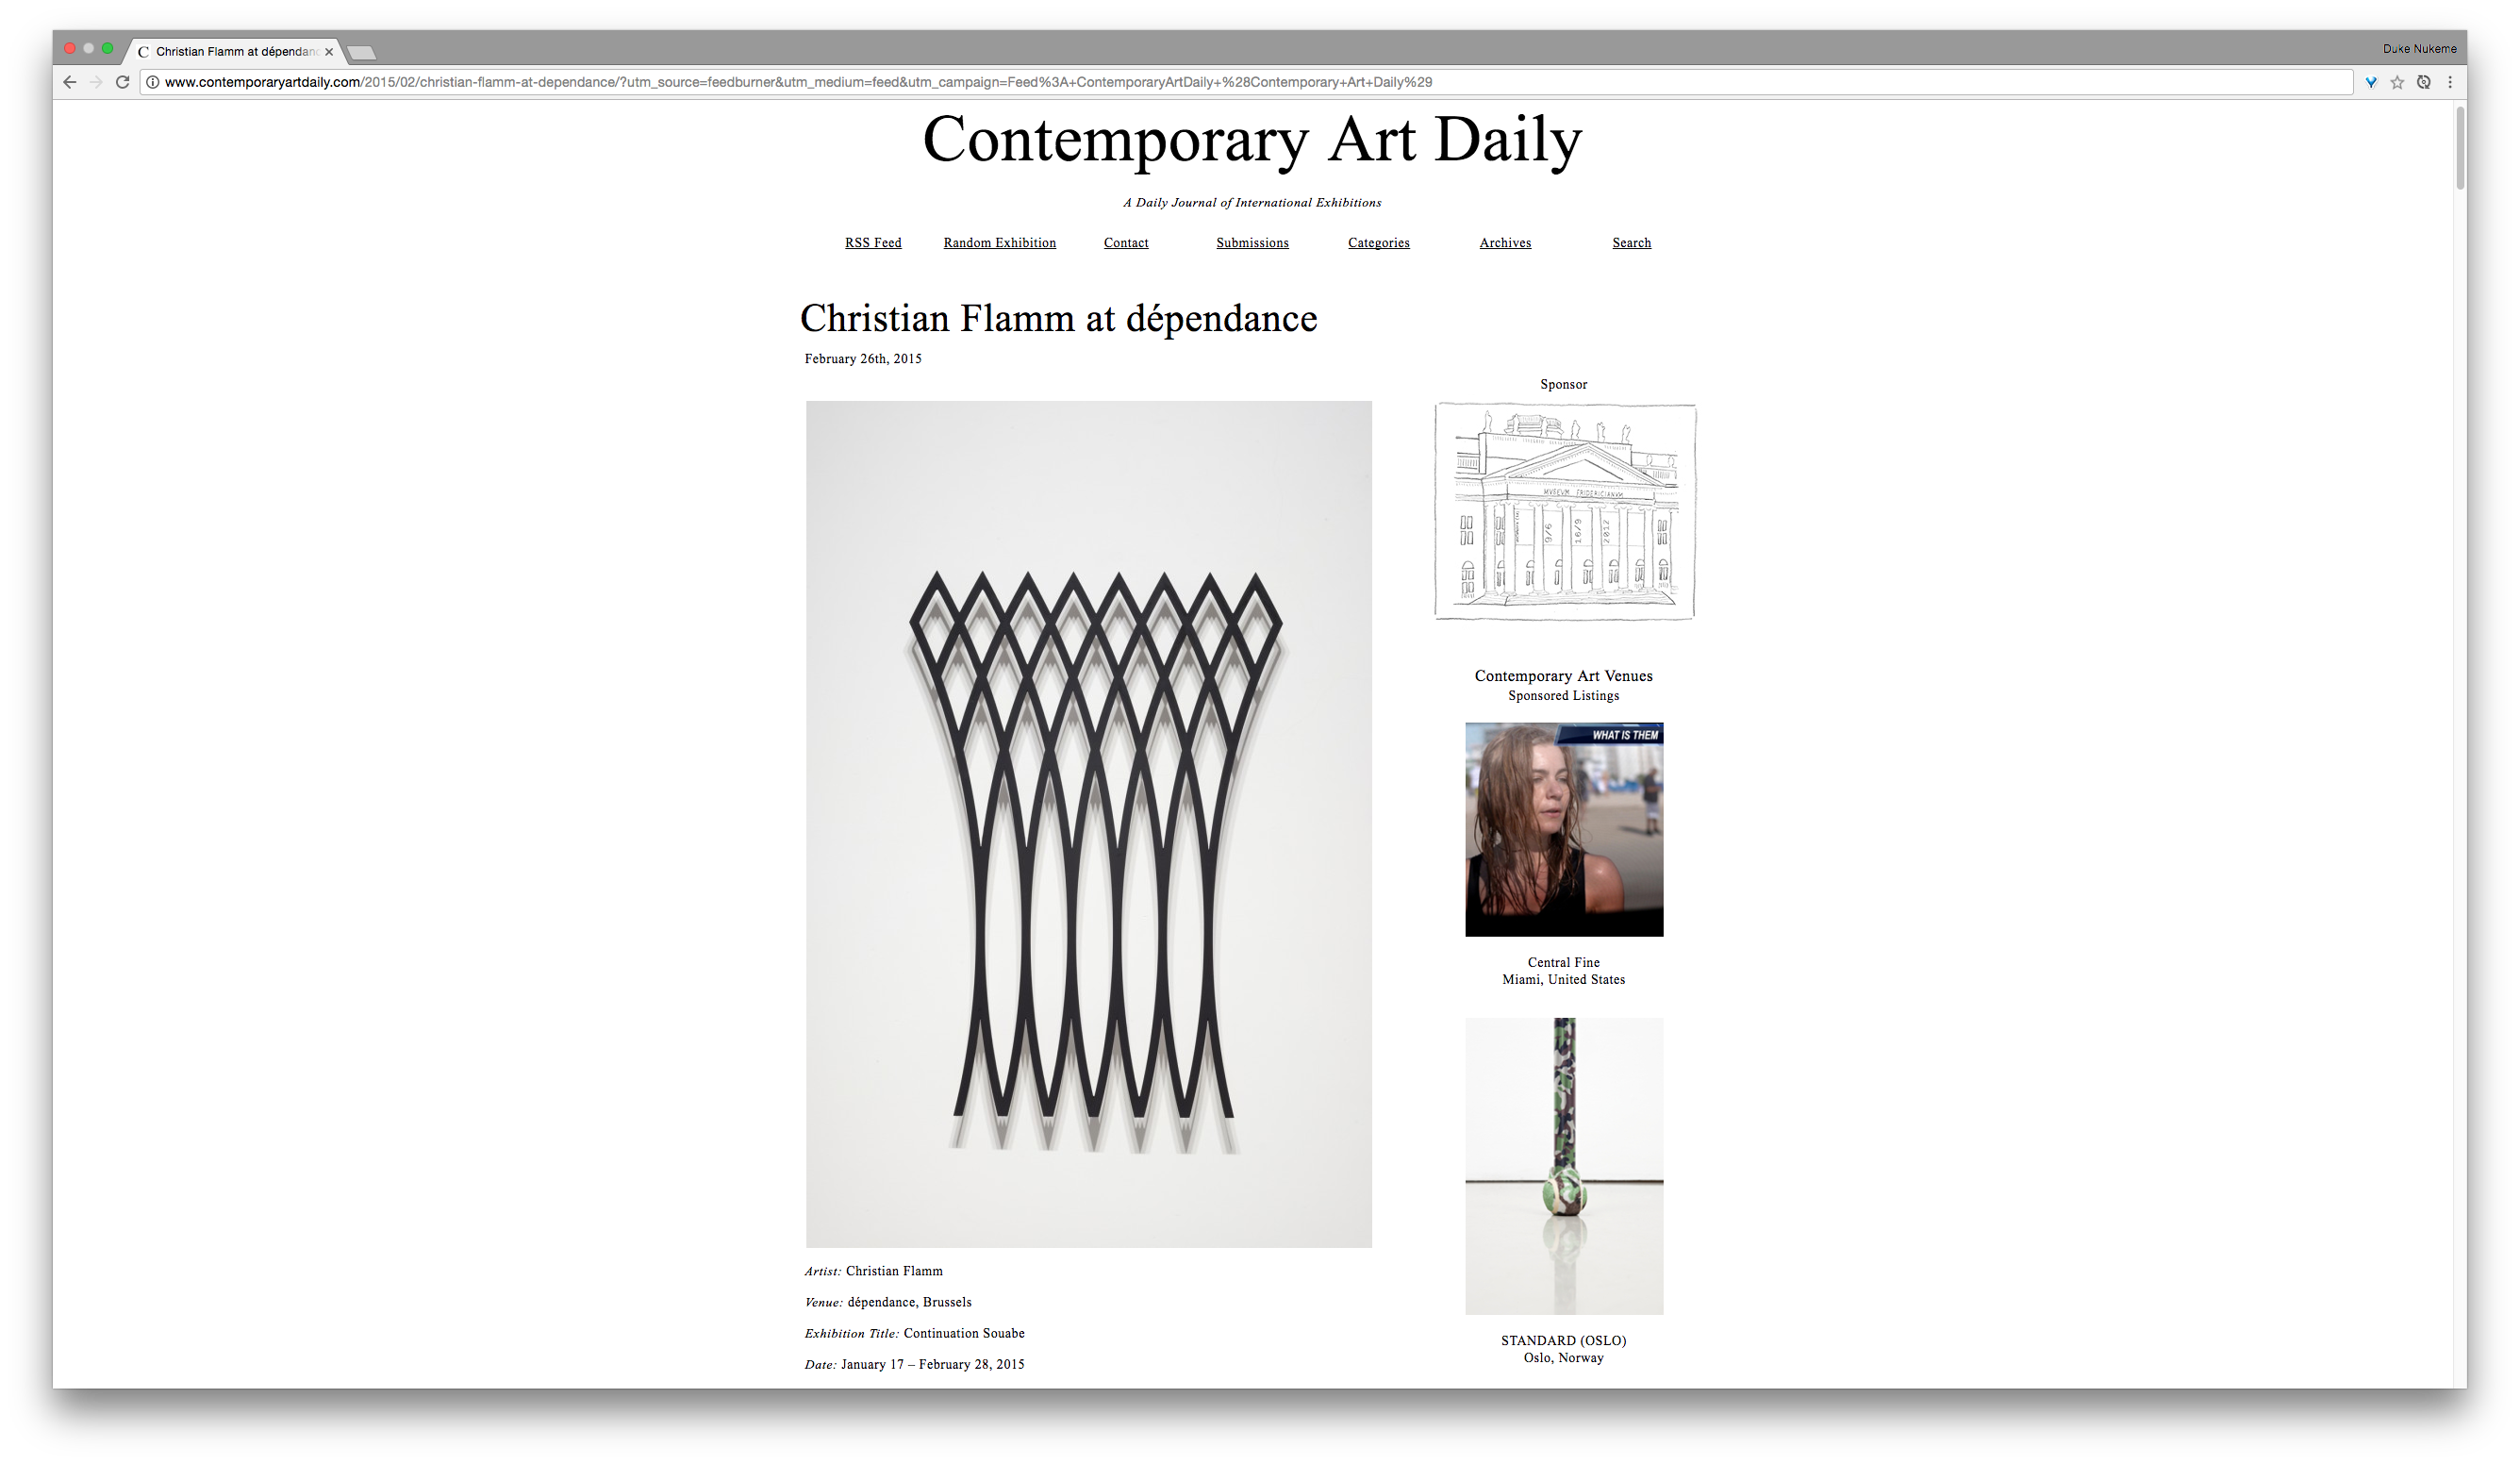 Christian Flamm at dépendanc
Duke Nukeme
www.contemporaryartdaily.com/2015/02/christian-flamm-at-dependance/?utm_source=feedburner&utm_medium=feed&utm_campaign=Feed%3A+ContemporaryArtDaily+%28Contemporary+Art+Daily%29
Contemporary Art Daily
A Daily Journal of International Exhibitions
RSS Feed Random Exhibition Contact Submissions Categories Archives Search
Christian Flamm at dépendance
February 26th, 2015
Artist: Christian Flamm
Venue: dépendance, Brussels
Exhibition Title: Continuation Souabe
Date: January 17 – February 28, 2015
Sponsor
MVSEVM FRIDERICIANVM
9/6
16/9
2012
Contemporary Art Venues
Sponsored Listings
WHAT IS THEM
Central Fine
Miami, United States
STANDARD (OSLO)
Oslo, Norway